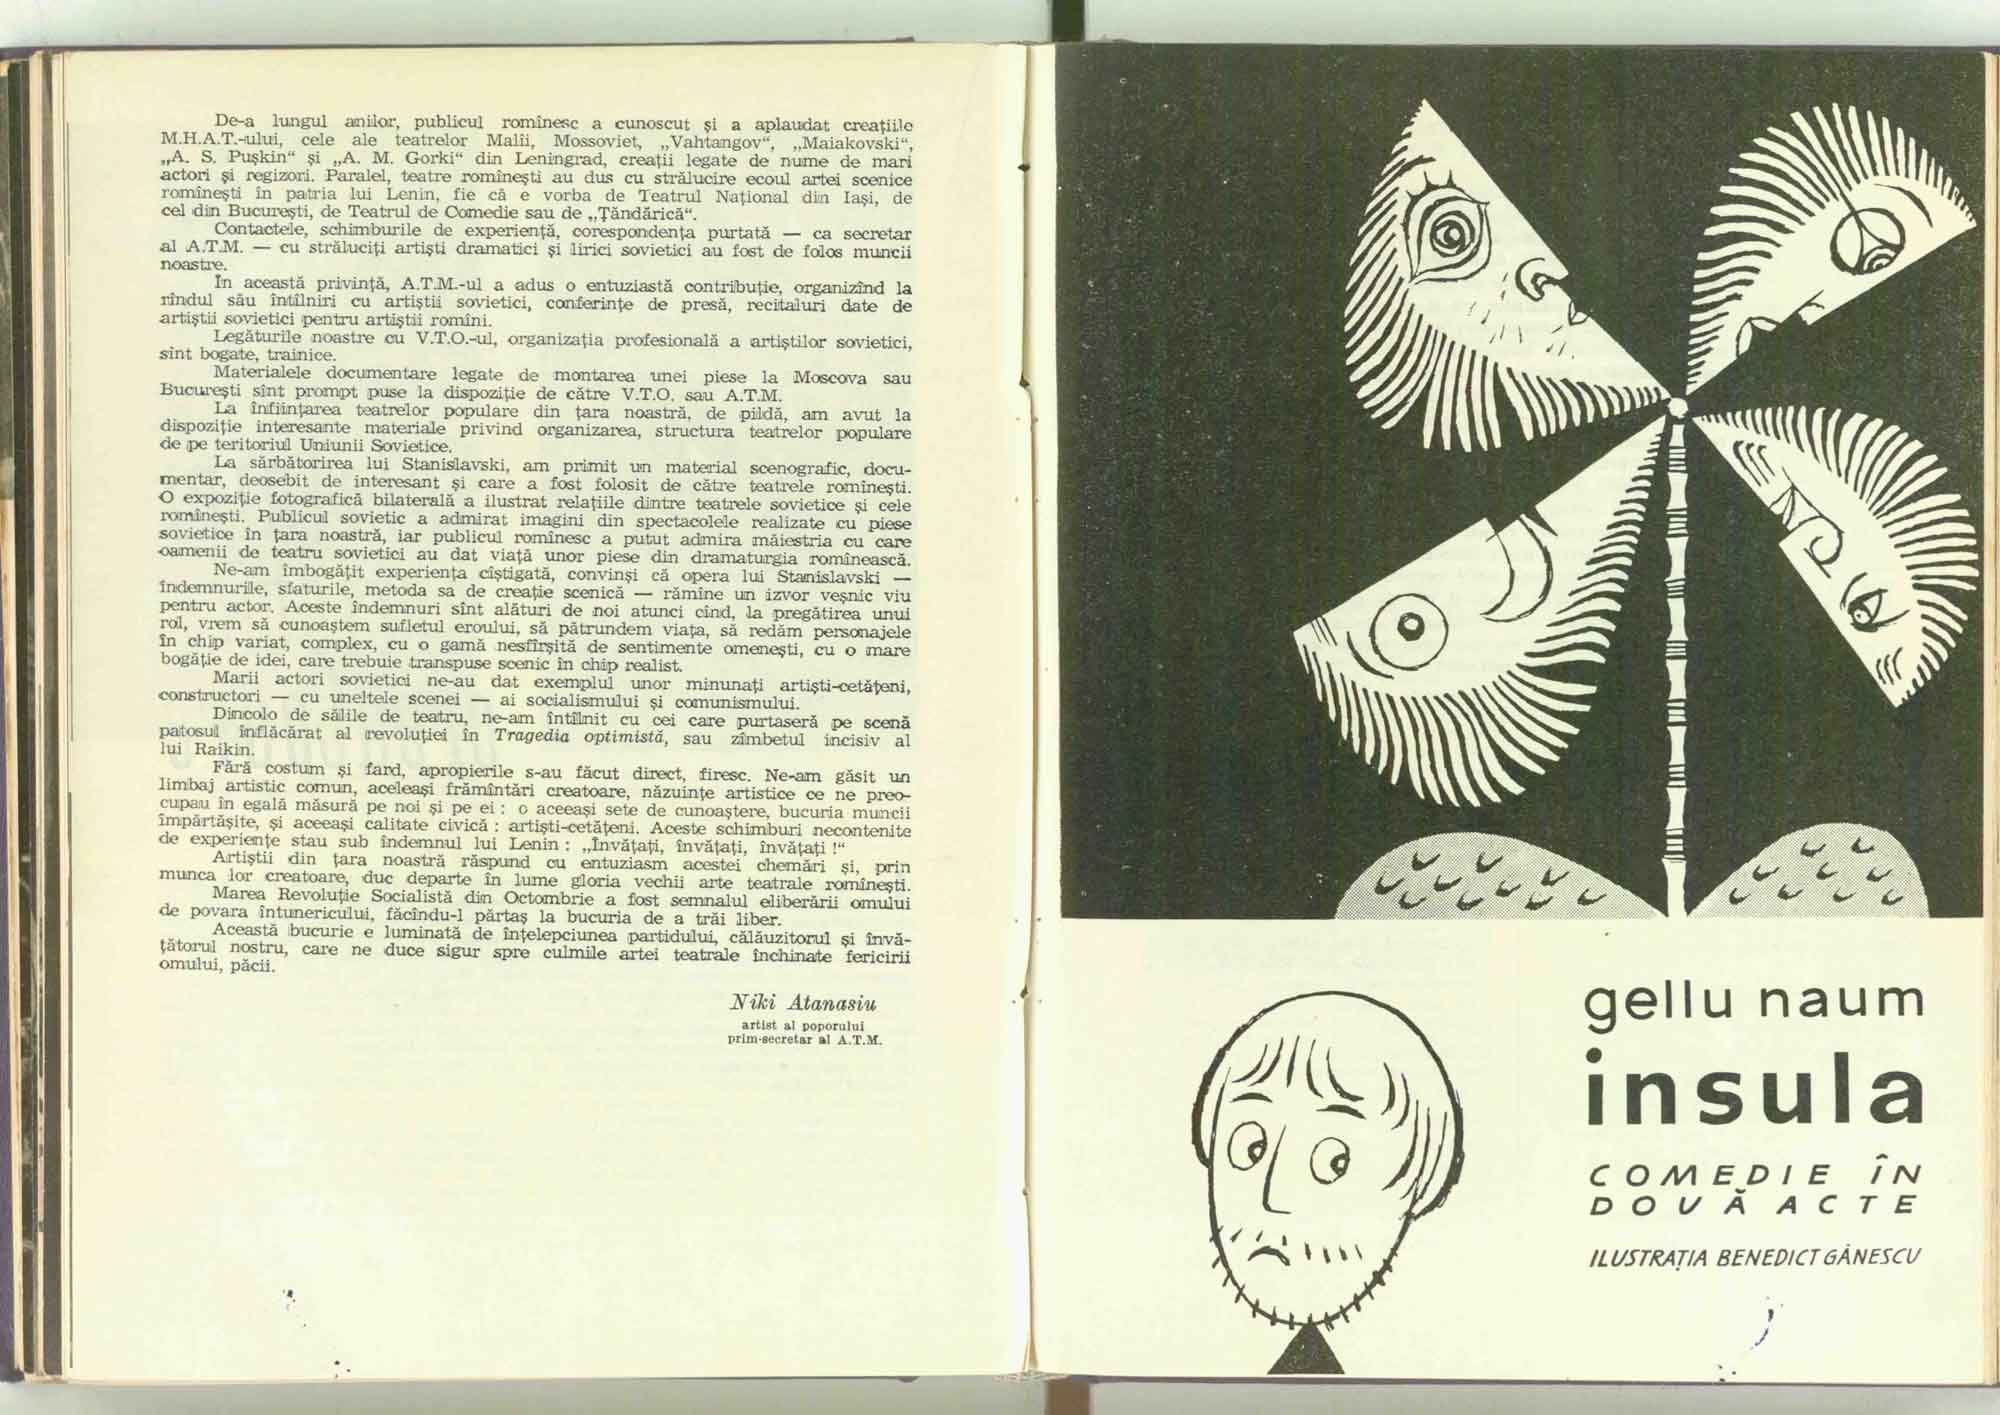 De-a lungul anilor, publicul romînesc a cunoscut și a aplaudat creațiile
M.H.A.T.-ului, cele ale teatrelor Malîi, Mossoviet, „Vahtangov“, „Maiakovski“,
„A. S. Pușkin“ și „A. M. Gorki“ din Leningrad, creații legate de nume de mari
actori și regizori. Paralel, teatre romînești au dus cu strălucire ecoul artei scenice
romînești în patria lui Lenin, fie că e vorba de Teatrul Național din Iași, de
cel din București, de Teatrul de Comedie sau de „Țăndărică“.
Contactele, schimburile de experiență, corespondența purtată — ca secretar
al A.T.M. — cu străluciți artiști dramatici și lirici sovietici au fost de folos muncii
noastre.
În această privință, A.T.M.-ul a adus o entuziastă contribuție, organizînd la
rîndul său întîlniri cu artiștii sovietici, conferințe de presă, recitaluri date de
artiștii sovietici pentru artiștii romîni.
Legăturile noastre cu V.T.O.-ul, organizația profesională a artiștilor sovietici,
sînt bogate, trainice.
Materialele documentare legate de montarea unei piese la Moscova sau
București sînt prompt puse la dispoziție de către V.T.O. sau A.T.M.
La înființarea teatrelor populare din țara noastră, de pildă, am avut la
dispoziție interesante materiale privind organizarea, structura teatrelor populare
de pe teritoriul Uniunii Sovietice.
La sărbătorirea lui Stanislavski, am primit un material scenografic, docu-
mentar, deosebit de interesant și care a fost folosit de către teatrele romînești.
O expoziție fotografică bilaterală a ilustrat relațiile dintre teatrele sovietice și cele
romînești. Publicul sovietic a admirat imagini din spectacolele realizate cu piese
sovietice în țara noastră, iar publicul romînesc a putut admira măiestria cu care
oamenii de teatru sovietici au dat viață unor piese din dramaturgia romînească.
Ne-am îmbogățit experiența cîștigată, convinși că opera lui Stanislavski —
îndemnurile, sfaturile, metoda sa de creație scenică — rămîne un izvor veșnic viu
pentru actor. Aceste îndemnuri sînt alături de noi atunci cînd, la pregătirea unui
rol, vrem să cunoaștem sufletul eroului, să pătrundem viața, să redăm personajele
în chip variat, complex, cu o gamă nesfîrșită de sentimente omenești, cu o mare
bogăție de idei, care trebuie transpuse scenic în chip realist.
Marii actori sovietici ne-au dat exemplul unor minunați artiști-cetățeni,
constructori — cu uneltele scenei — ai socialismului și comunismului.
Dincolo de sălile de teatru, ne-am întîlnit cu cei care purtaseră pe scenă
patosul înflăcărat al revoluției în Tragedia optimistă, sau zîmbetul incisiv al
lui Raikin.
Fără costum și fard, apropierile s-au făcut direct, firesc. Ne-am găsit un
limbaj artistic comun, aceleași frămîntări creatoare, năzuințe artistice ce ne preo-
cupau în egală măsură pe noi și pe ei : o aceeași sete de cunoaștere, bucuria muncii
împărtășite, și aceeași calitate civică : artiști-cetățeni. Aceste schimburi necontenite
de experiențe stau sub îndemnul lui Lenin : „Învățați, învățați, învățați !“
Artiștii din țara noastră răspund cu entuziasm acestei chemări și, prin
munca lor creatoare, duc departe în lume gloria vechii arte teatrale romînești.
Marea Revoluție Socialistă din Octombrie a fost semnalul eliberării omului
de povara întunericului, făcîndu-l părtaș la bucuria de a trăi liber.
Această bucurie e luminată de înțelepciunea partidului, călăuzitorul și învă-
țătorul nostru, care ne duce sigur spre culmile artei teatrale închinate fericirii
omului, păcii.
Niki Atanasiu
artist al poporului
prim-secretar al A.T.M.
gellu naum
insula
COMEDIE ÎN
DOUĂ ACTE
ILUSTRAȚIA BENEDICT GĂNESCU